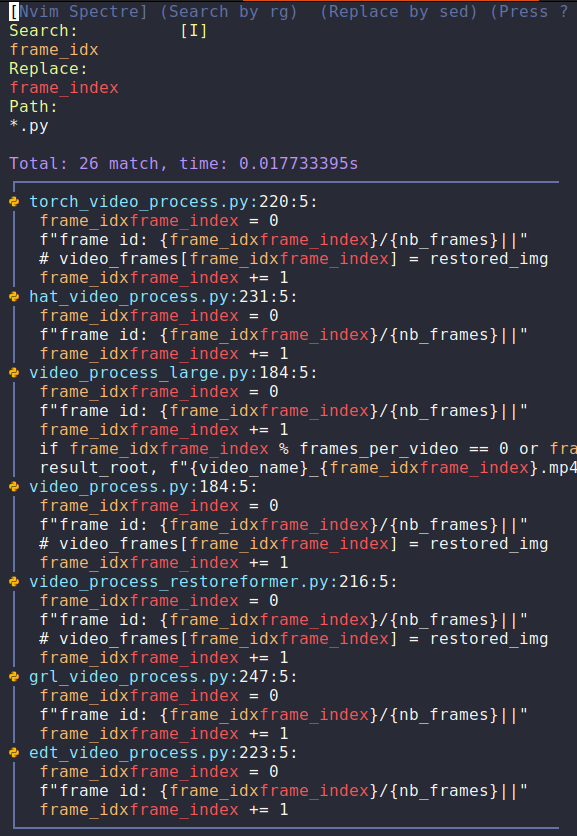 [Nvim Spectre] (Search by rg)  (Replace by sed) (Press ?
Search:          [I]
frame_idx
Replace:
frame_index
Path:
*.py
Total: 26 match, time: 0.017733395s
torch_video_process.py:220:5:
frame_idxframe_index = 0
f"frame id: {frame_idxframe_index}/{nb_frames}||"
# video_frames[frame_idxframe_index] = restored_img
frame_idxframe_index += 1
hat_video_process.py:231:5:
frame_idxframe_index = 0
f"frame id: {frame_idxframe_index}/{nb_frames}||"
frame_idxframe_index += 1
video_process_large.py:184:5:
frame_idxframe_index = 0
f"frame id: {frame_idxframe_index}/{nb_frames}||"
frame_idxframe_index += 1
if frame_idxframe_index % frames_per_video == 0 or fra
result_root, f"{video_name}_{frame_idxframe_index}.mp4
video_process.py:184:5:
frame_idxframe_index = 0
f"frame id: {frame_idxframe_index}/{nb_frames}||"
# video_frames[frame_idxframe_index] = restored_img
frame_idxframe_index += 1
video_process_restoreformer.py:216:5:
frame_idxframe_index = 0
f"frame id: {frame_idxframe_index}/{nb_frames}||"
# video_frames[frame_idxframe_index] = restored_img
frame_idxframe_index += 1
grl_video_process.py:247:5:
frame_idxframe_index = 0
f"frame id: {frame_idxframe_index}/{nb_frames}||"
frame_idxframe_index += 1
edt_video_process.py:223:5:
frame_idxframe_index = 0
f"frame id: {frame_idxframe_index}/{nb_frames}||"
frame_idxframe_index += 1